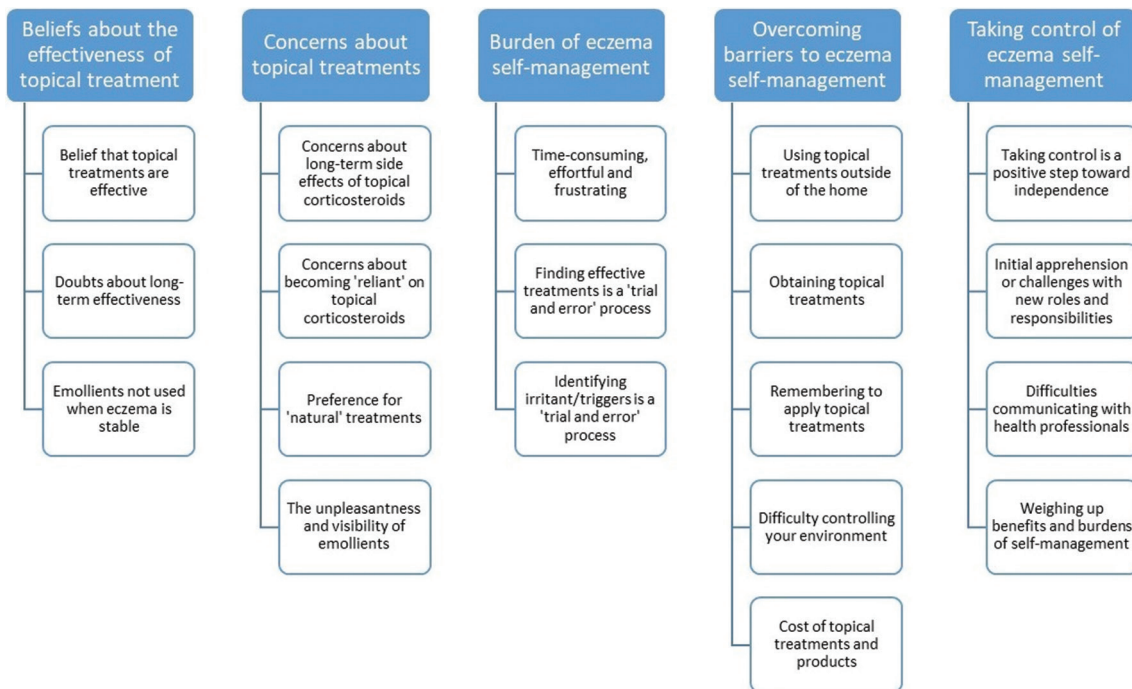 Beliefs about the
effectiveness of
topical treatment
Belief that topical
treatments are
effective
Doubts about long-
term effectiveness
Emollients not used
when eczema is
stable
Concerns about
topical treatments
Concerns about
long-term side
effects of topical
corticosteroids
Concerns about
becoming 'reliant' on
topical
corticosteroids
Preference for
'natural' treatments
The unpleasantness
and visibility of
emollients
Burden of eczema
self-management
Time-consuming,
effortful and
frustrating
Finding effective
treatments is a 'trial
and error' process
Identifying
irritant/triggers is a
'trial and error'
process
Overcoming
barriers to eczema
self-management
Using topical
treatments outside
of the home
Obtaining topical
treatments
Remembering to
apply topical
treatments
Difficulty controlling
your environment
Cost of topical
treatments and
products
Taking control of
eczema self-
management
Taking control is a
positive step toward
independence
Initial apprehension
or challenges with
new roles and
responsibilities
Difficulties
communicating with
health professionals
Weighing up
benefits and burdens
of self-management